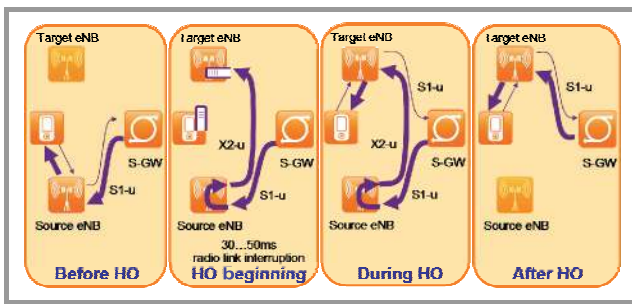 Target eNB
S-GW
S1-u
Source eNB
Before HO
Target eNB
X2-u
S-GW
S1-u
Source eNB
30...50ms
radio link interruption
HO beginning
Target eNB
S1-u
X2-u
S-GW
S1-u
Source eNB
During HO
Target eNB
S1-u
S-GW
Source eNB
After HO